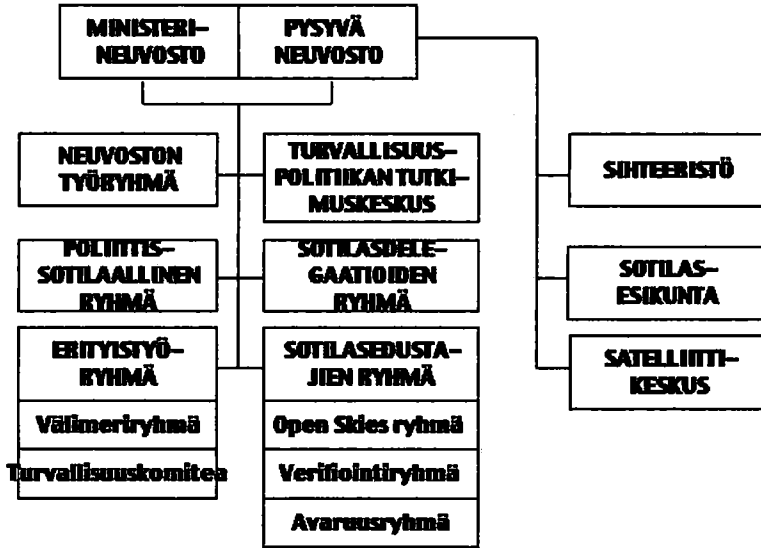 MINISTERI-
NEUVOSTO
PYSYVÄ
NEUVOSTO
NEUVOSTON
TYÖRYHMÄ
TURVALLISUUS-
POLITIIKAN TUTKI-
MUSKESKUS
SIHTEERISTÖ
POLIITTIS-
SOTILAALLINEN
RYHMÄ
SOTILASDELE-
GAATIOIDEN
RYHMÄ
SOTILAS-
ESIKUNTA
ERITYISTYÖ-
RYHMÄ
SOTILASEDUSTA-
JIEN RYHMÄ
SATELLIITTI-
KESKUS
Välimeriryhmä
Open Skies ryhmä
Turvallisuuskomitea
Verifiointiryhmä
Avaruusryhmä